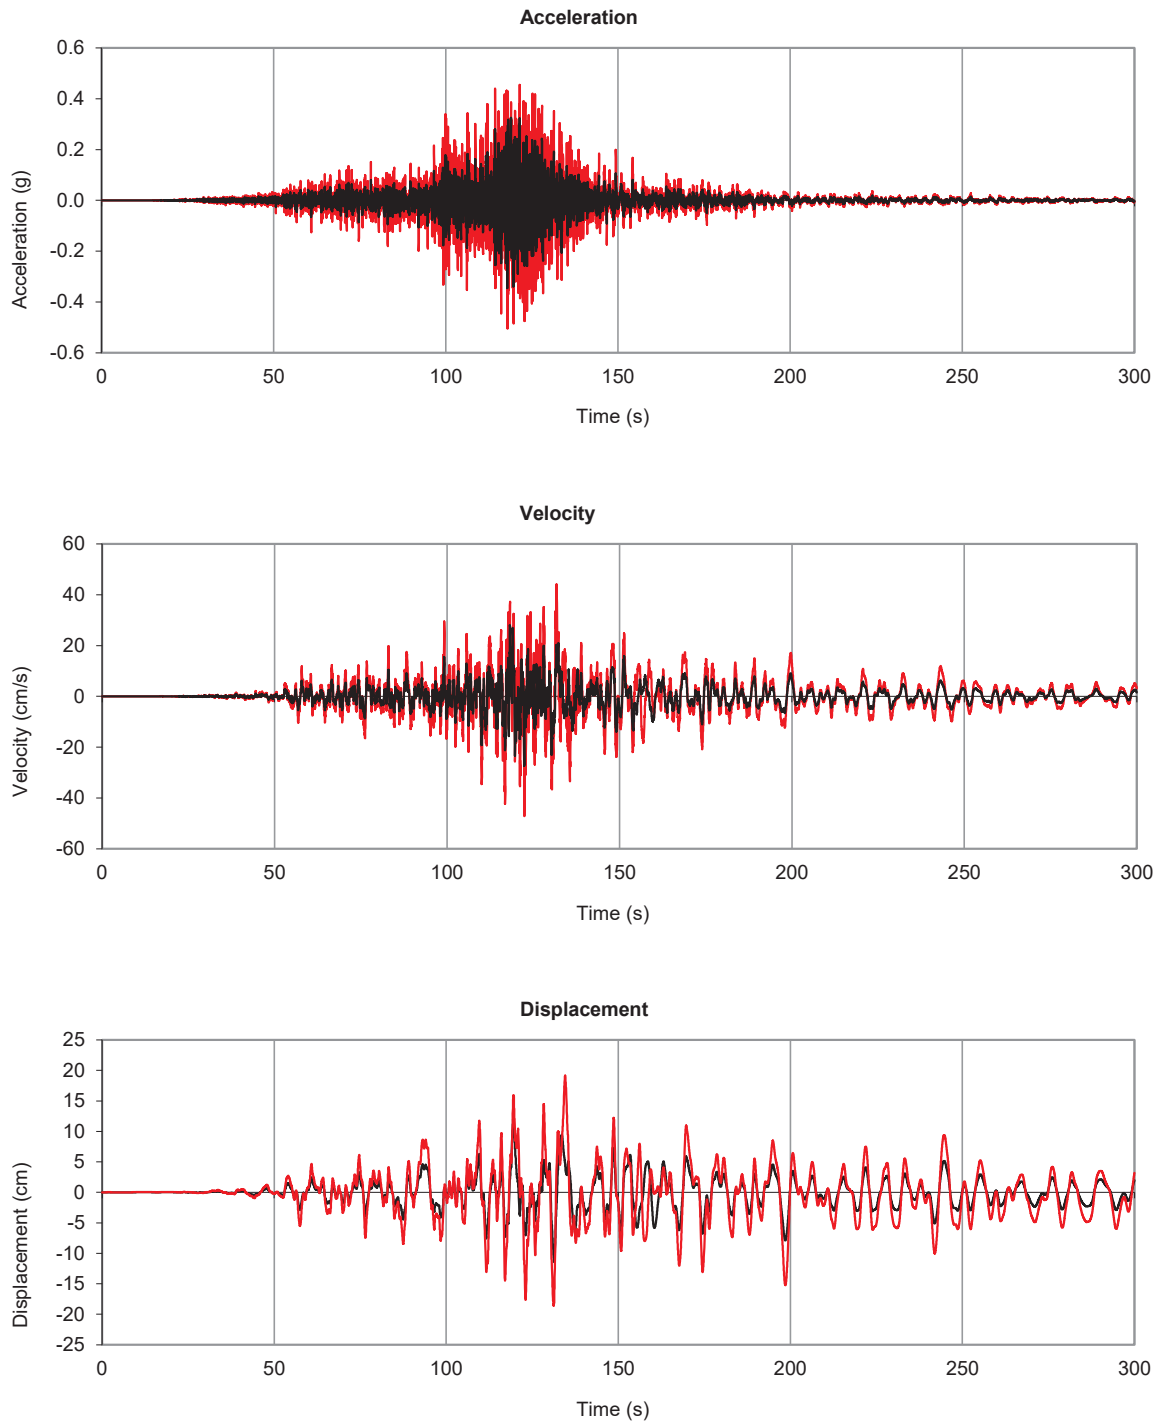 Acceleration
0.6
0.4
0.2
0.0
-0.2
-0.4
-0.6
Acceleration (g)
0 50 100 150 200 250 300
Time (s)
Velocity
60
40
20
0
-20
-40
-60
Velocity (cm/s)
0 50 100 150 200 250 300
Time (s)
Displacement
25
20
15
10
5
0
-5
-10
-15
-20
-25
Displacement (cm)
0 50 100 150 200 250 300
Time (s)